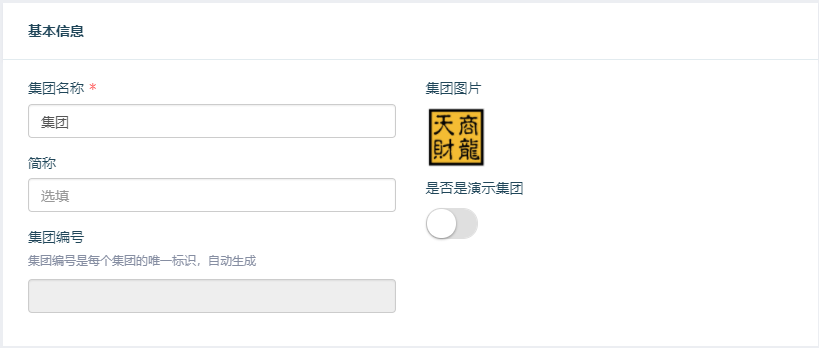 基本信息
集团名称 *
集团
简称
选填
集团编号
集团编号是每个集团的唯一标识，自动生成
集团图片
天商
財龍
是否是演示集团